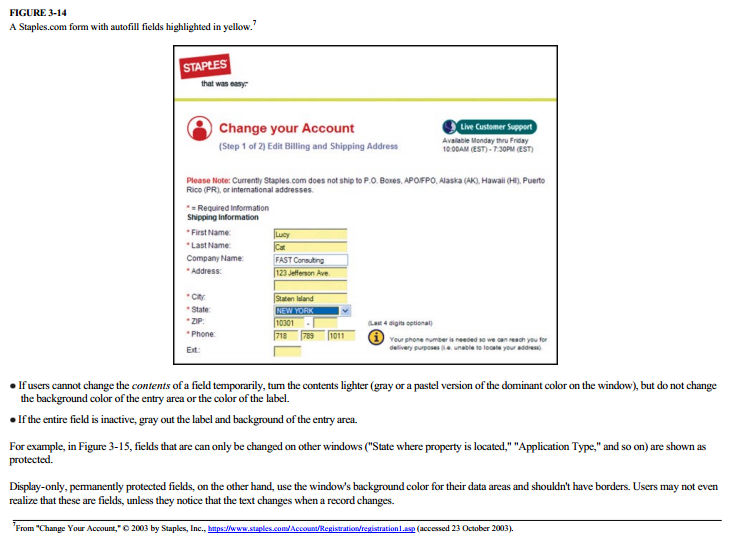 FIGURE 3-14
A Staples.com form with autofill fields highlighted in yellow.7
STAPLES
that was easy℠
Change your Account
Live Customer Support
(Step 1 of 2) Edit Billing and Shipping Address
Available Monday thru Friday
10:00AM (EST) - 7:30PM (EST)
Please Note: Currently Staples.com does not ship to P.O. Boxes, APO/FPO, Alaska (AK), Hawaii (HI), Puerto
Rico (PR), or international addresses.
* = Required Information
Shipping Information
* First Name: Lucy
* Last Name: Cat
Company Name: FAST Consulting
* Address: 123 Jefferson Ave.
* City: Staten Island
* State: NEW YORK
* ZIP: 10301 - (Last 4 digits optional)
* Phone: 718 789 1011
i Your phone number is needed so we can reach you for
delivery purposes (i.e. unable to locate your address).
Ext.:
● If users cannot change the contents of a field temporarily, turn the contents lighter (gray or a pastel version of the dominant color on the window), but do not change
the background color of the entry area or the color of the label.
● If the entire field is inactive, gray out the label and background of the entry area.
For example, in Figure 3-15, fields that are can only be changed on other windows ("State where property is located," "Application Type," and so on) are shown as
protected.
Display-only, permanently protected fields, on the other hand, use the window's background color for their data areas and shouldn't have borders. Users may not even
realize that these are fields, unless they notice that the text changes when a record changes.
7From "Change Your Account," © 2003 by Staples, Inc., https://www.staples.com/Account/Registration/registration1.asp (accessed 23 October 2003).